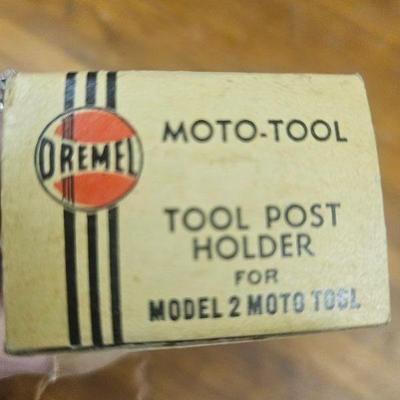 DREMEL
MOTO-TOOL
TOOL POST
HOLDER
FOR
MODEL 2 MOTO TOOL